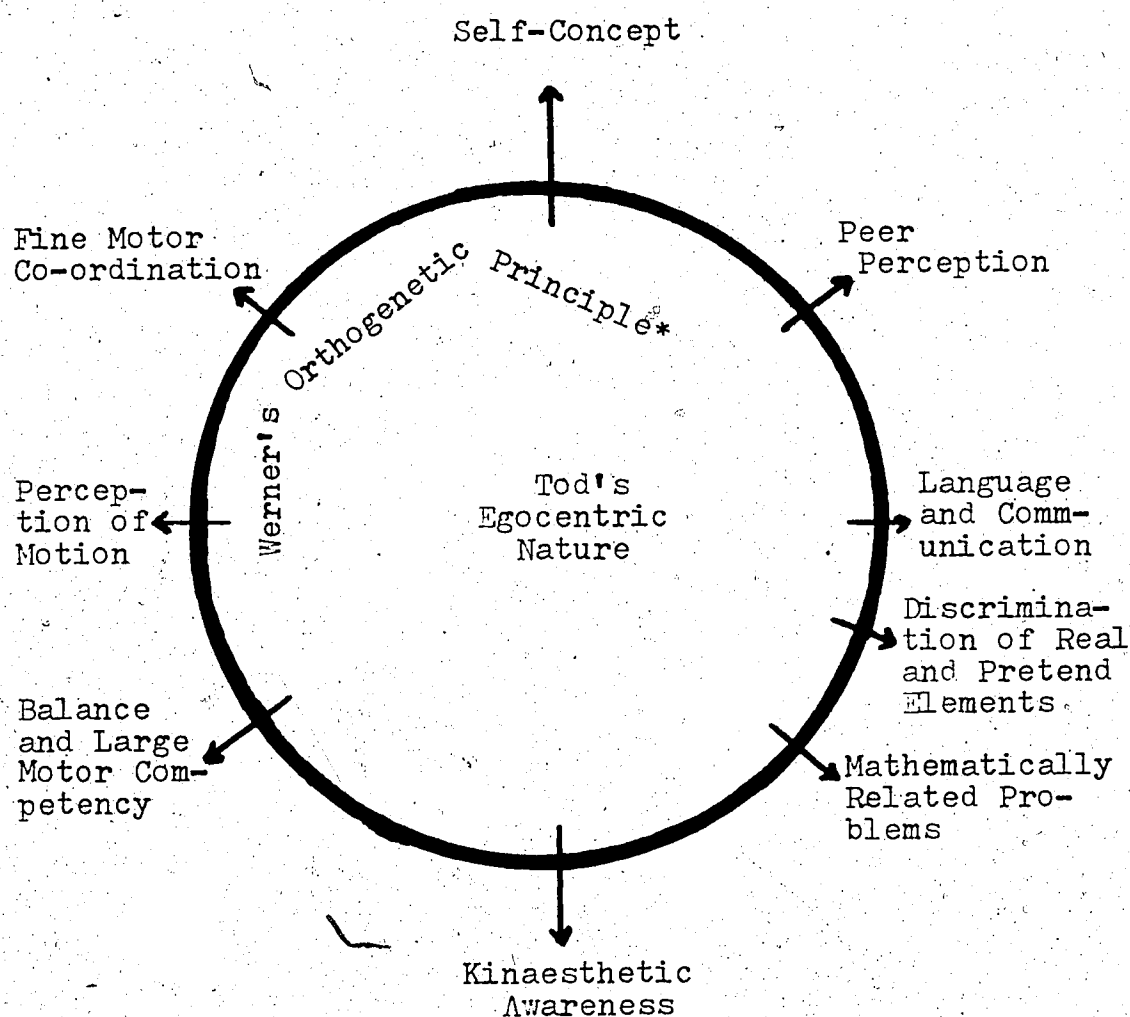 Self-Concept
Fine Motor
Co-ordination
Peer
Perception
Werner's Orthogenetic Principle*
Percep-
tion of
Motion
Tod's
Egocentric
Nature
Language
and Comm-
unication
Discrimina-
tion of Real
and Pretend
Elements
Balance
and Large
Motor Com-
petency
Mathematically
Related Pro-
blems
Kinaesthetic
Awareness